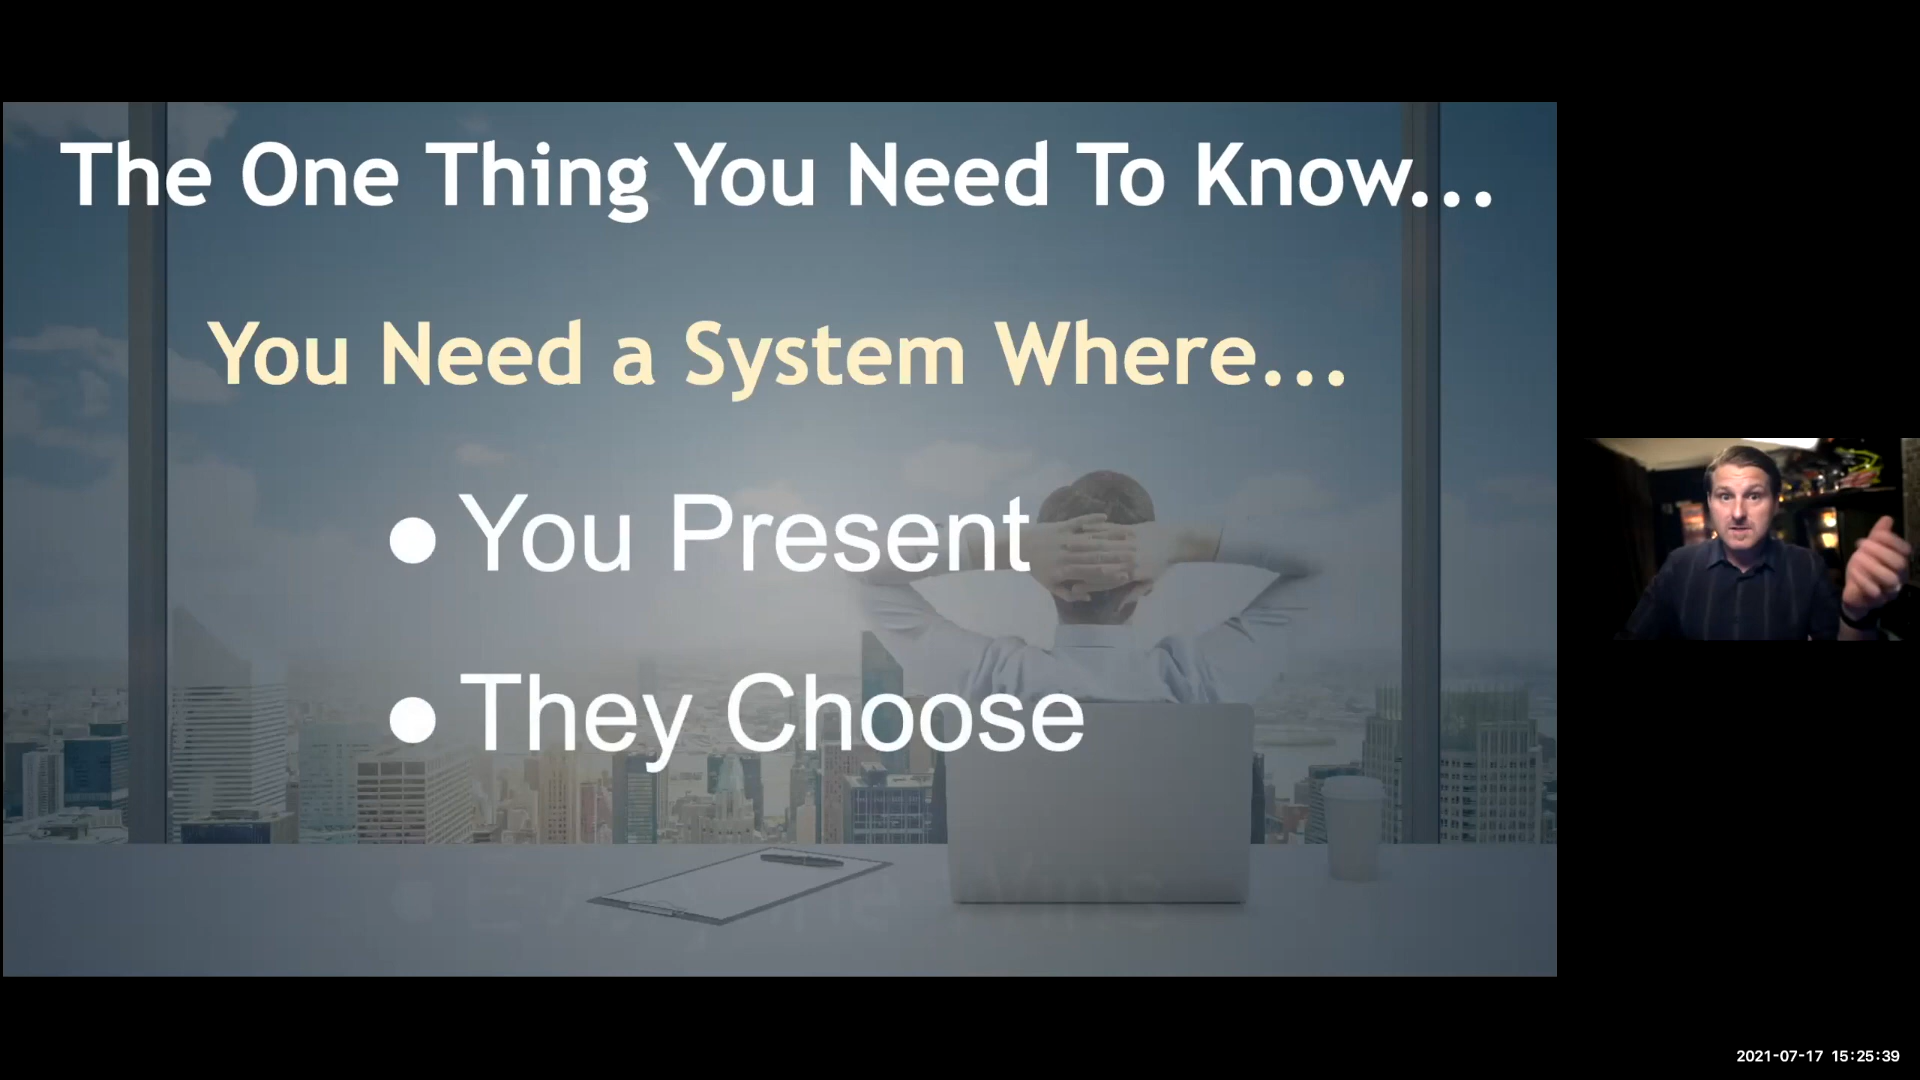 The One Thing You Need To Know...
You Need a System Where...
• You Present
• They Choose
2021-07-17 15:25:39